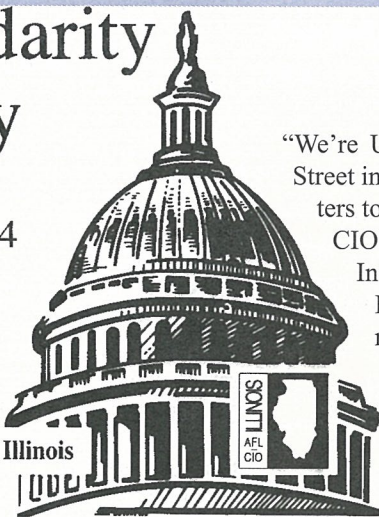 darity
y
4
Illinois
"We're U
Street in
ters to
CIO
In
ILLINOIS
AFL
CIO